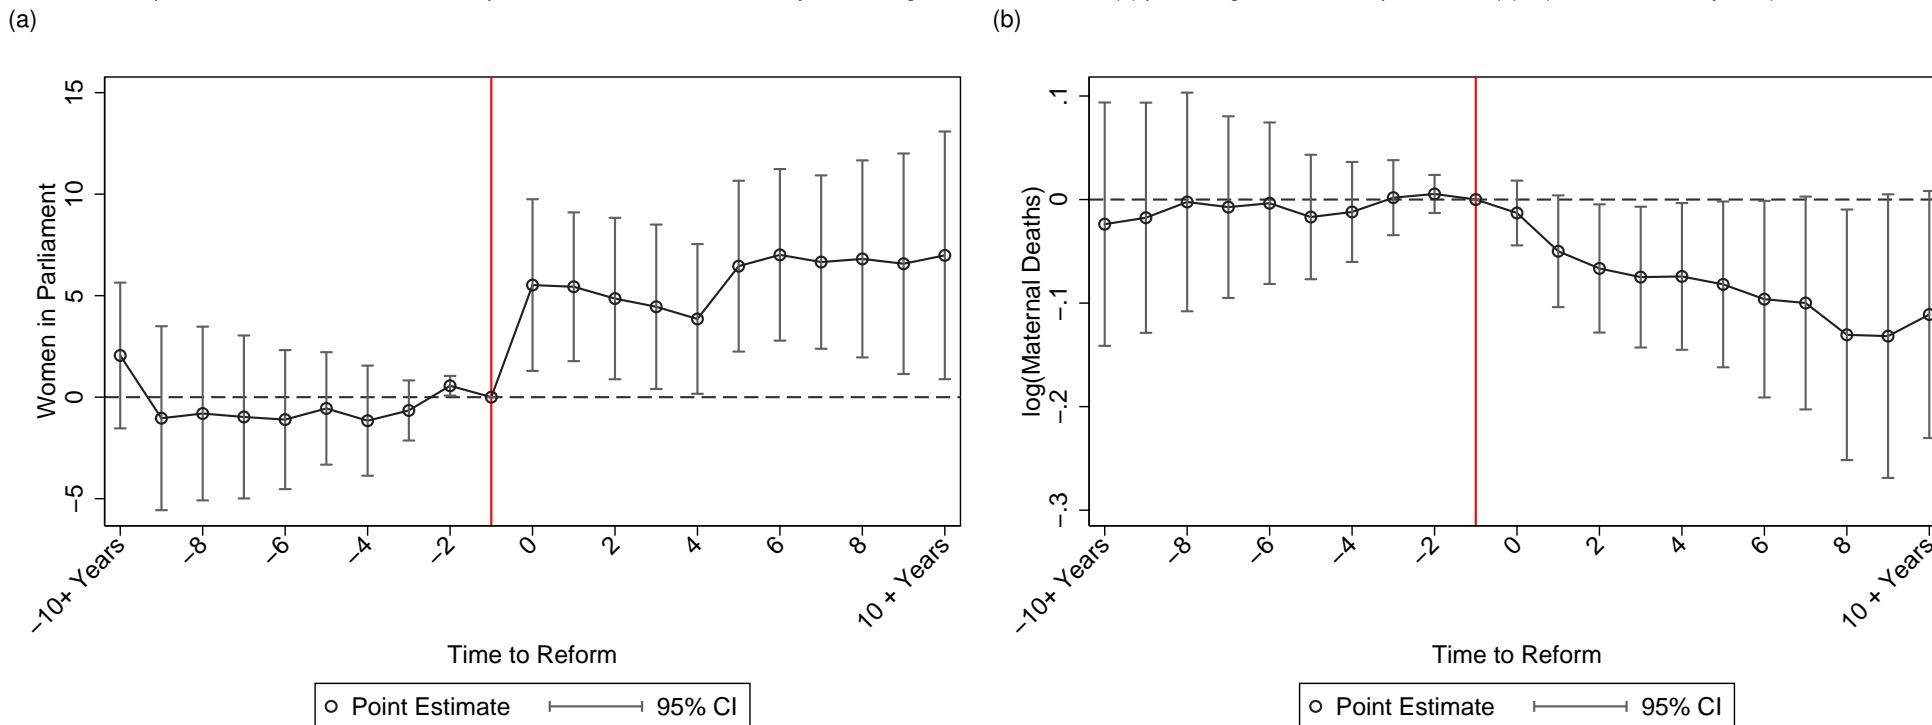 (a)
(b)
Women in Parliament
15
10
5
0
−5
−10+ Years
−8
−6
−4
−2
0
2
4
6
8
10 + Years
Time to Reform
Point Estimate
95% CI
log(Maternal Deaths)
.1
0
−.1
−.2
−.3
−10+ Years
−8
−6
−4
−2
0
2
4
6
8
10 + Years
Time to Reform
Point Estimate
95% CI